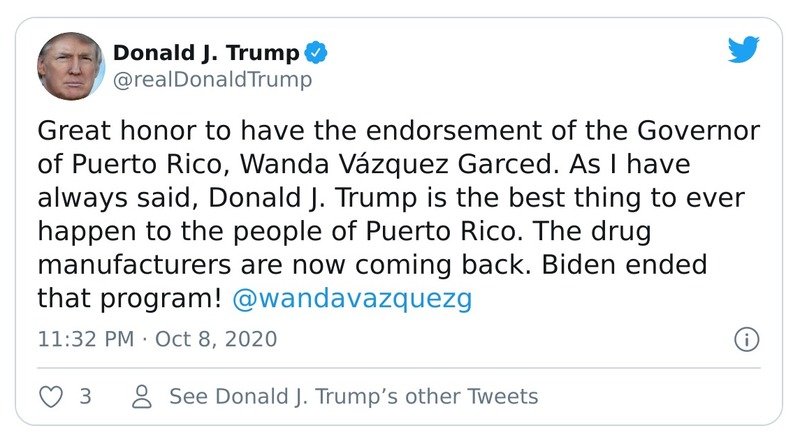 Donald J. Trump
@realDonaldTrump
Great honor to have the endorsement of the Governor
of Puerto Rico, Wanda Vázquez Garced. As I have
always said, Donald J. Trump is the best thing to ever
happen to the people of Puerto Rico. The drug
manufacturers are now coming back. Biden ended
that program! @wandavazquezg
11:32 PM · Oct 8, 2020
3 See Donald J. Trump’s other Tweets